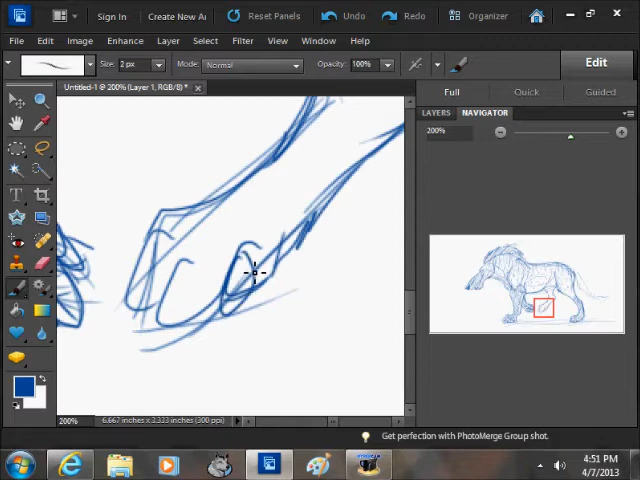 Sign In
Create New Au
Reset Panels
Undo
Redo
Organizer
File Edit Image Enhance Layer Select Filter View Window Help
Size: 2 px
Mode: Normal
Opacity: 100%
Edit
Untitled-1 @ 200% (Layer 1, RGB/8) *
Full
Quick
Guided
LAYERS
NAVIGATOR
200%
200%
6.667 inches x 3.333 inches (300 ppi)
Get perfection with PhotoMerge Group shot.
4:51 PM
4/7/2013